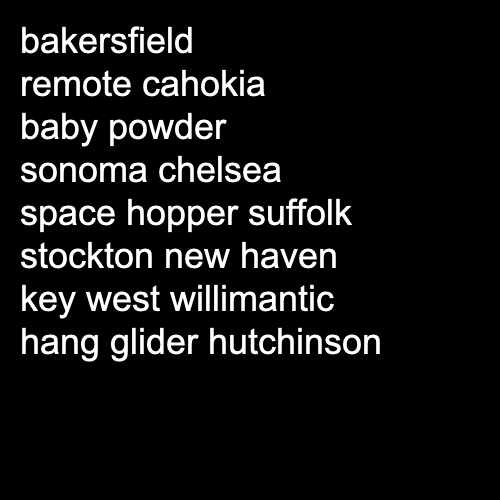 bakersfield
remote cahokia
baby powder
sonoma chelsea
space hopper suffolk
stockton new haven
key west willimantic
hang glider hutchinson